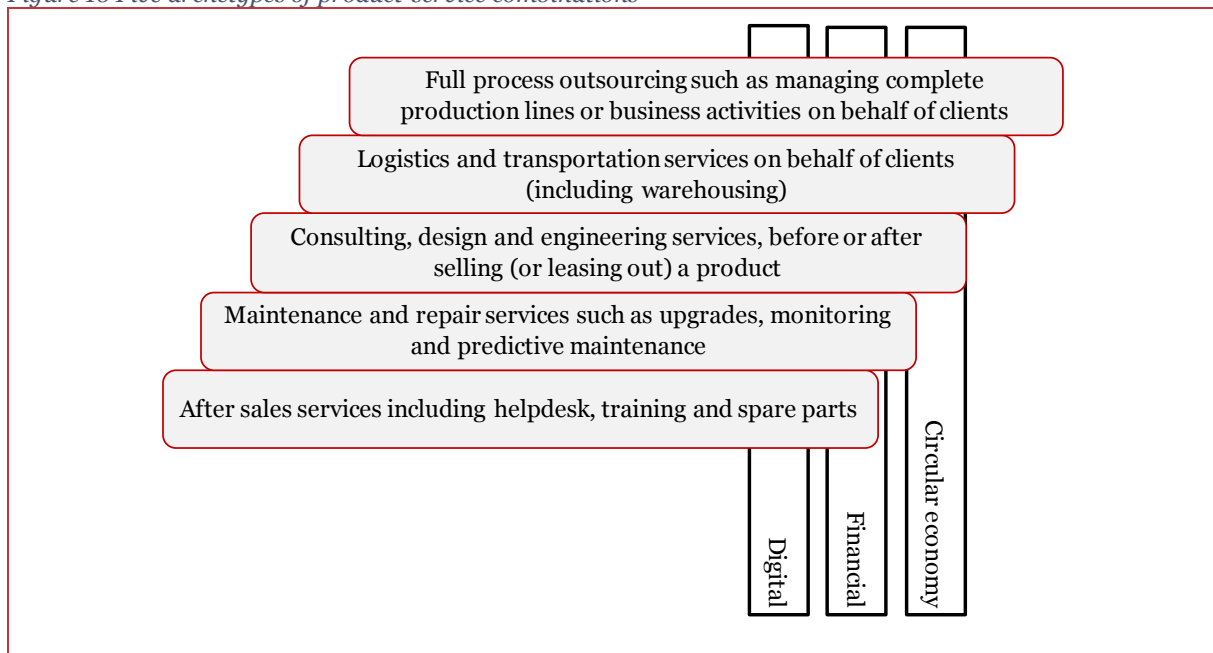 Full process outsourcing such as managing complete
production lines or business activities on behalf of clients
Logistics and transportation services on behalf of clients
(including warehousing)
Consulting, design and engineering services, before or after
selling (or leasing out) a product
Maintenance and repair services such as upgrades, monitoring
and predictive maintenance
After sales services including helpdesk, training and spare parts
Digital
Financial
Circular economy